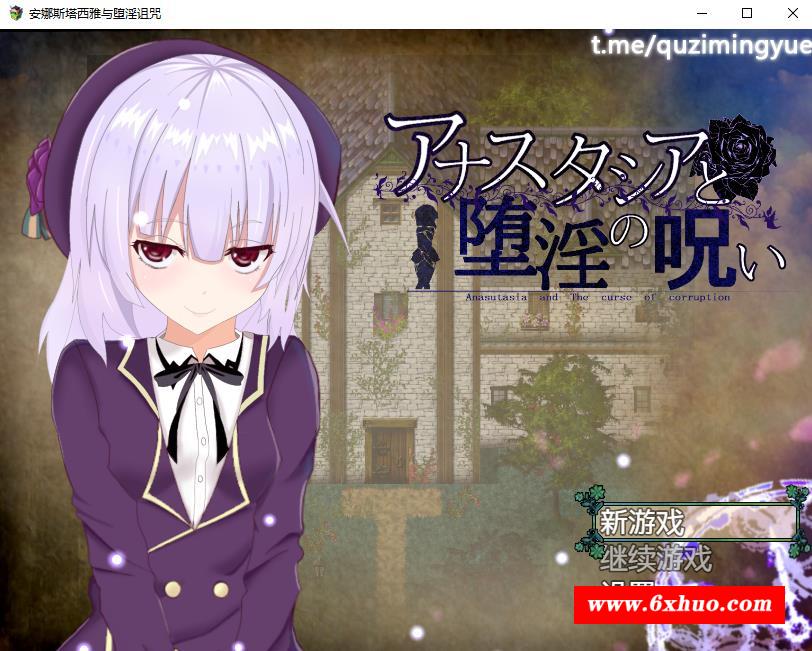 安娜斯塔西雅与堕淫诅咒
t.me/quzimingyue
アナスタシアと
堕淫の呪い
Anasutasia and The curse of corruption
新游戏
继续游戏
www.6xhuo.com